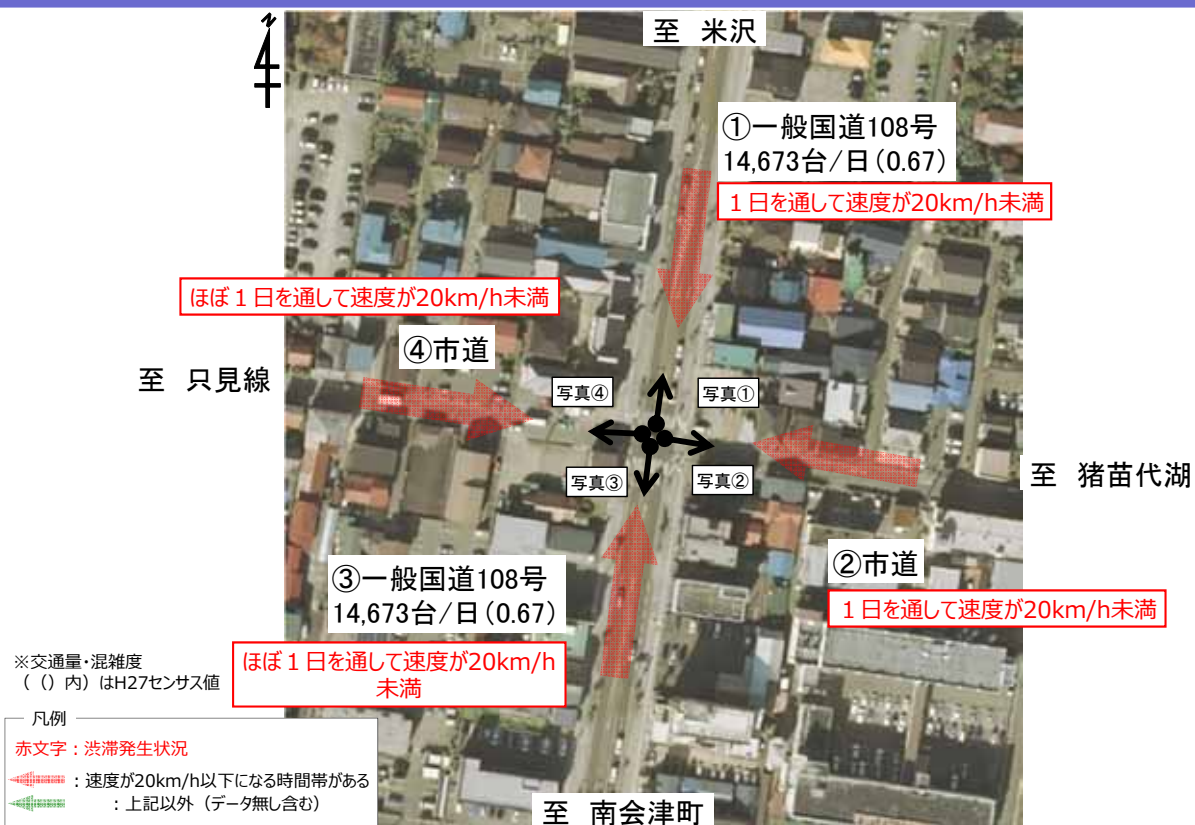 至 米沢
①一般国道108号
14,673台/日(0.67)
1日を通して速度が20km/h未満
ほぼ1日を通して速度が20km/h未満
④市道
至 只見線
写真④
写真①
写真③
写真②
至 猪苗代湖
③一般国道108号
14,673台/日(0.67)
ほぼ1日を通して速度が20km/h
未満
②市道
1日を通して速度が20km/h未満
※交通量・混雑度
(()内)はH27センサス値
凡例
赤文字:渋滞発生状況
:速度が20km/h以下になる時間帯がある
:上記以外(データ無し含む)
至 南会津町